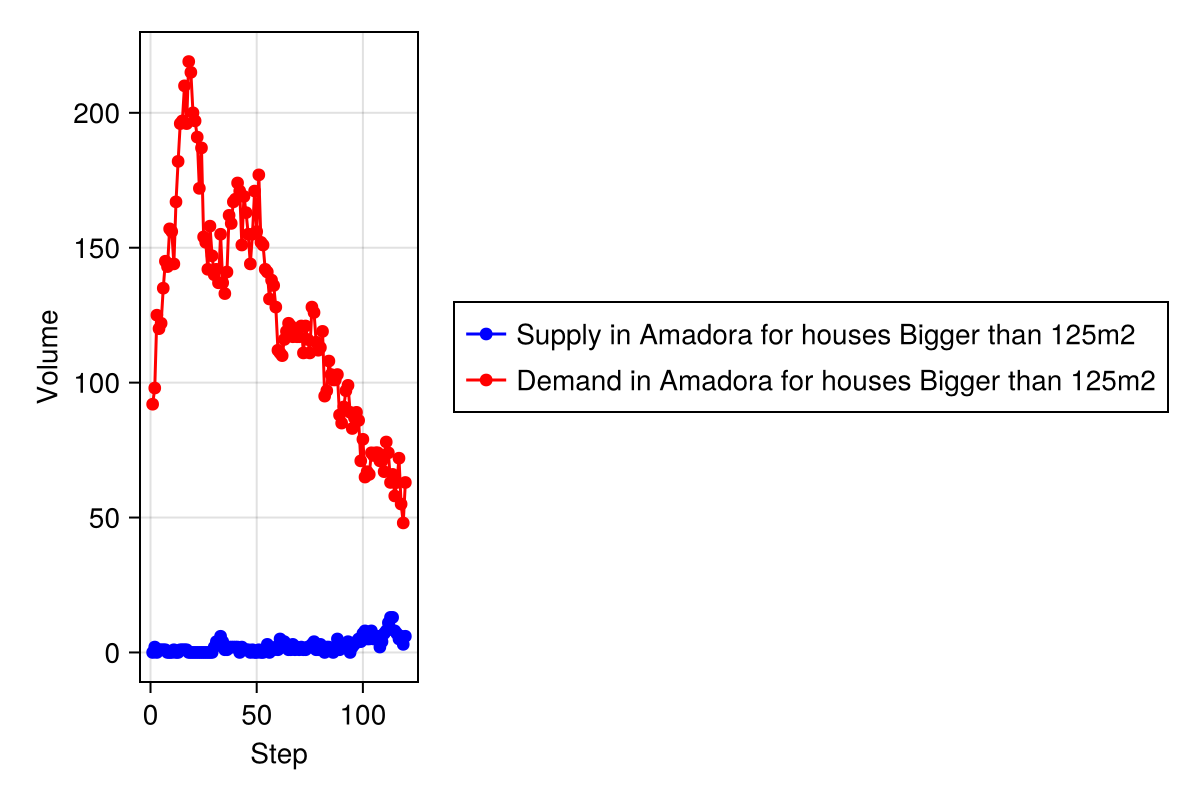 200
150
100
50
0
Volume
0 50 100
Step
Supply in Amadora for houses Bigger than 125m2
Demand in Amadora for houses Bigger than 125m2